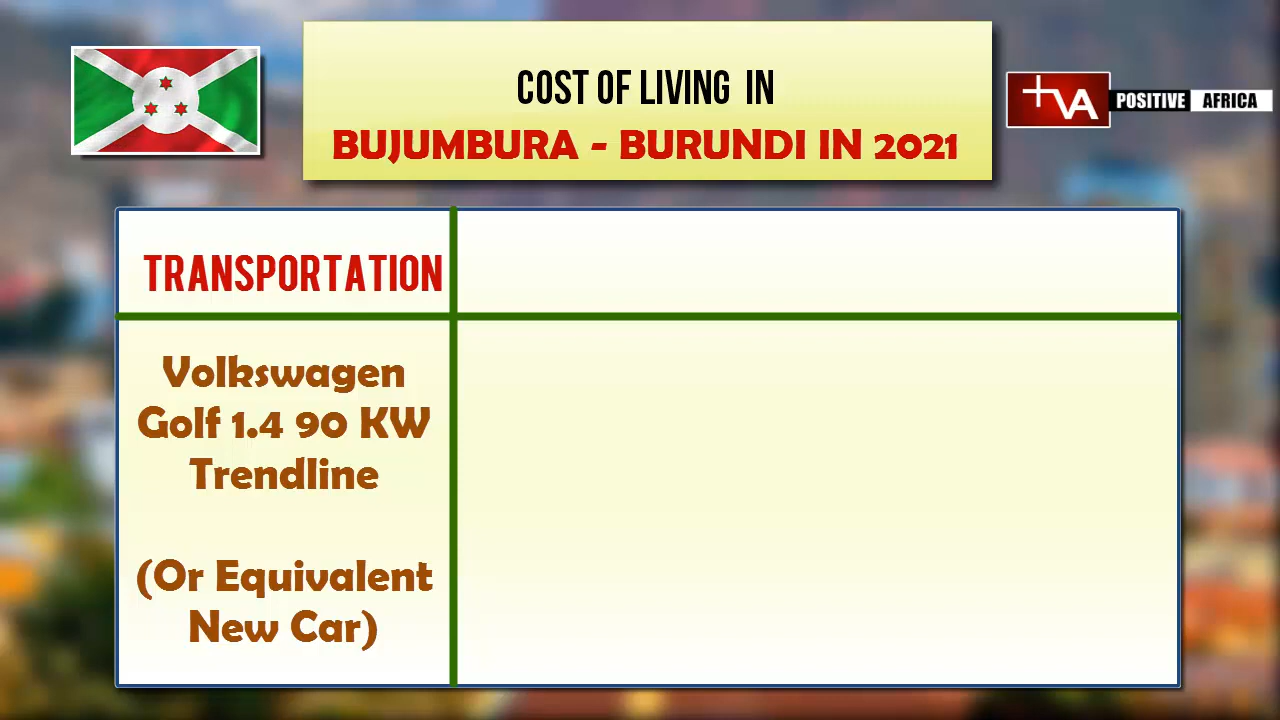 COST OF LIVING IN
BUJUMBURA - BURUNDI IN 2021
+VA POSITIVE AFRICA
TRANSPORTATION
Volkswagen
Golf 1.4 90 KW
Trendline
(Or Equivalent
New Car)